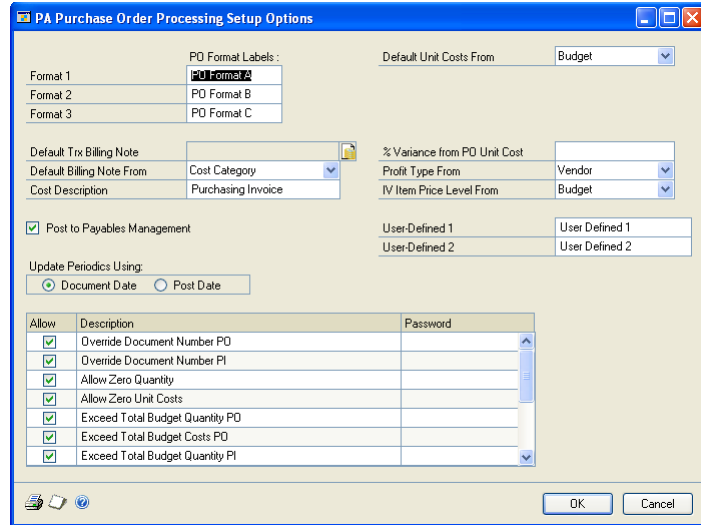 PA Purchase Order Processing Setup Options
PO Format Labels :
Format 1 PO Format A
Format 2 PO Format B
Format 3 PO Format C
Default Unit Costs From Budget
Default Trx Billing Note
Default Billing Note From Cost Category
Cost Description Purchasing Invoice
% Variance from PO Unit Cost
Profit Type From Vendor
IV Item Price Level From Budget
Post to Payables Management
User-Defined 1 User Defined 1
User-Defined 2 User Defined 2
Update Periodics Using:
Document Date Post Date
Allow Description Password
Override Document Number PO
Override Document Number PI
Allow Zero Quantity
Allow Zero Unit Costs
Exceed Total Budget Quantity PO
Exceed Total Budget Costs PO
Exceed Total Budget Quantity PI
OK Cancel